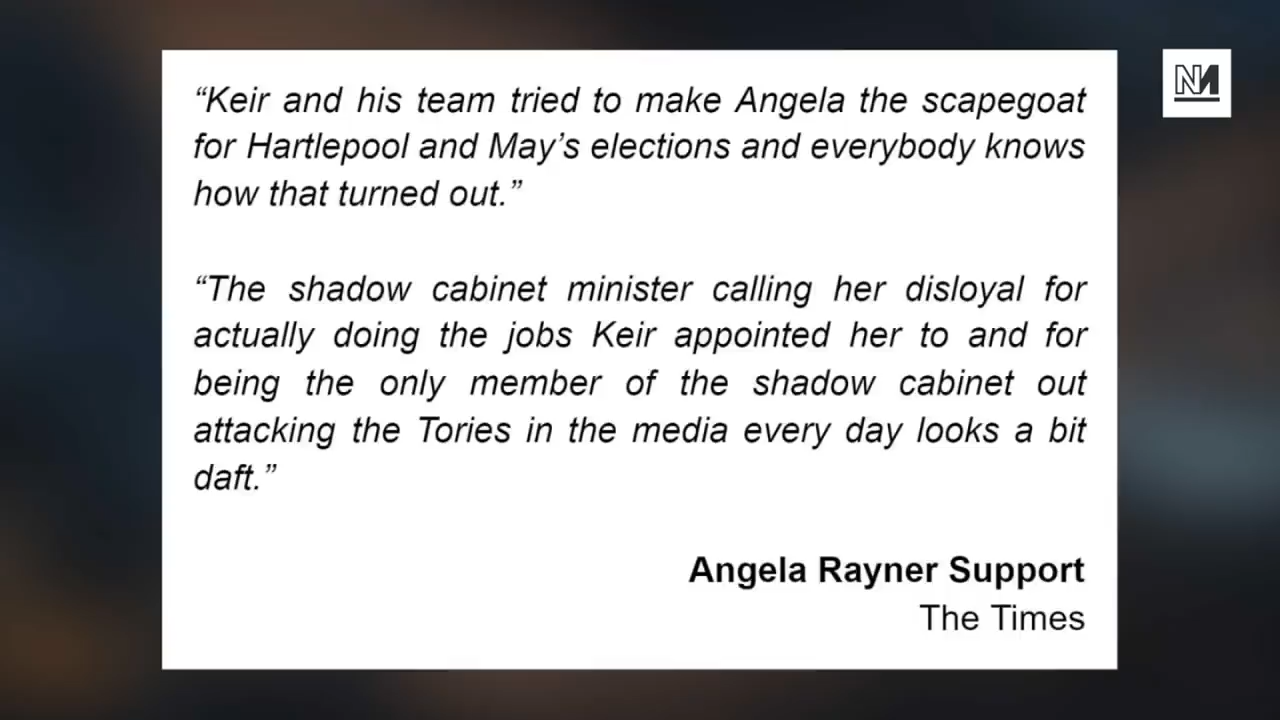 “Keir and his team tried to make Angela the scapegoat
for Hartlepool and May’s elections and everybody knows
how that turned out.”
“The shadow cabinet minister calling her disloyal for
actually doing the jobs Keir appointed her to and for
being the only member of the shadow cabinet out
attacking the Tories in the media every day looks a bit
daft.”
Angela Rayner Support
The Times
NM